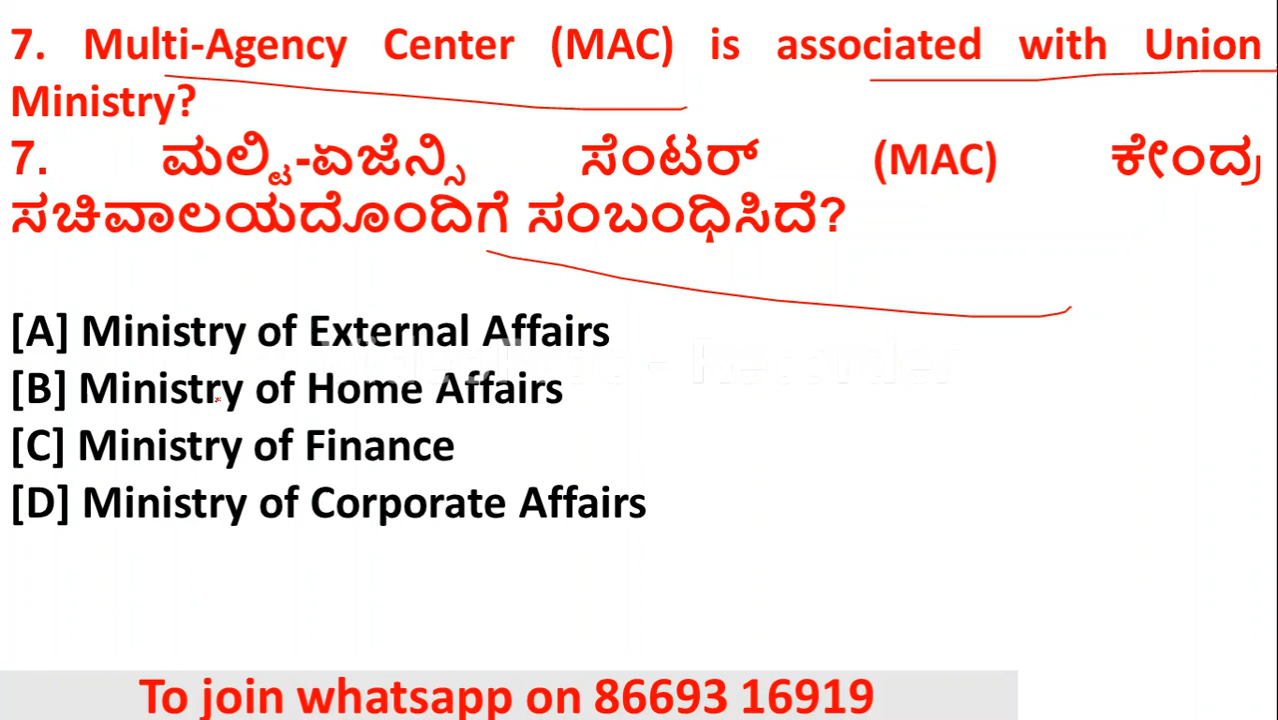 7. Multi-Agency Center (MAC) is associated with Union
Ministry?
7. ಮಲ್ಟಿ-ಏಜೆನ್ಸಿ ಸೆಂಟರ್ (MAC) ಕೇಂದ್ರ
ಸಚಿವಾಲಯದೊಂದಿಗೆ ಸಂಬಂಧಿಸಿದೆ?
[A] Ministry of External Affairs
[B] Ministry of Home Affairs
[C] Ministry of Finance
[D] Ministry of Corporate Affairs
To join whatsapp on 86693 16919